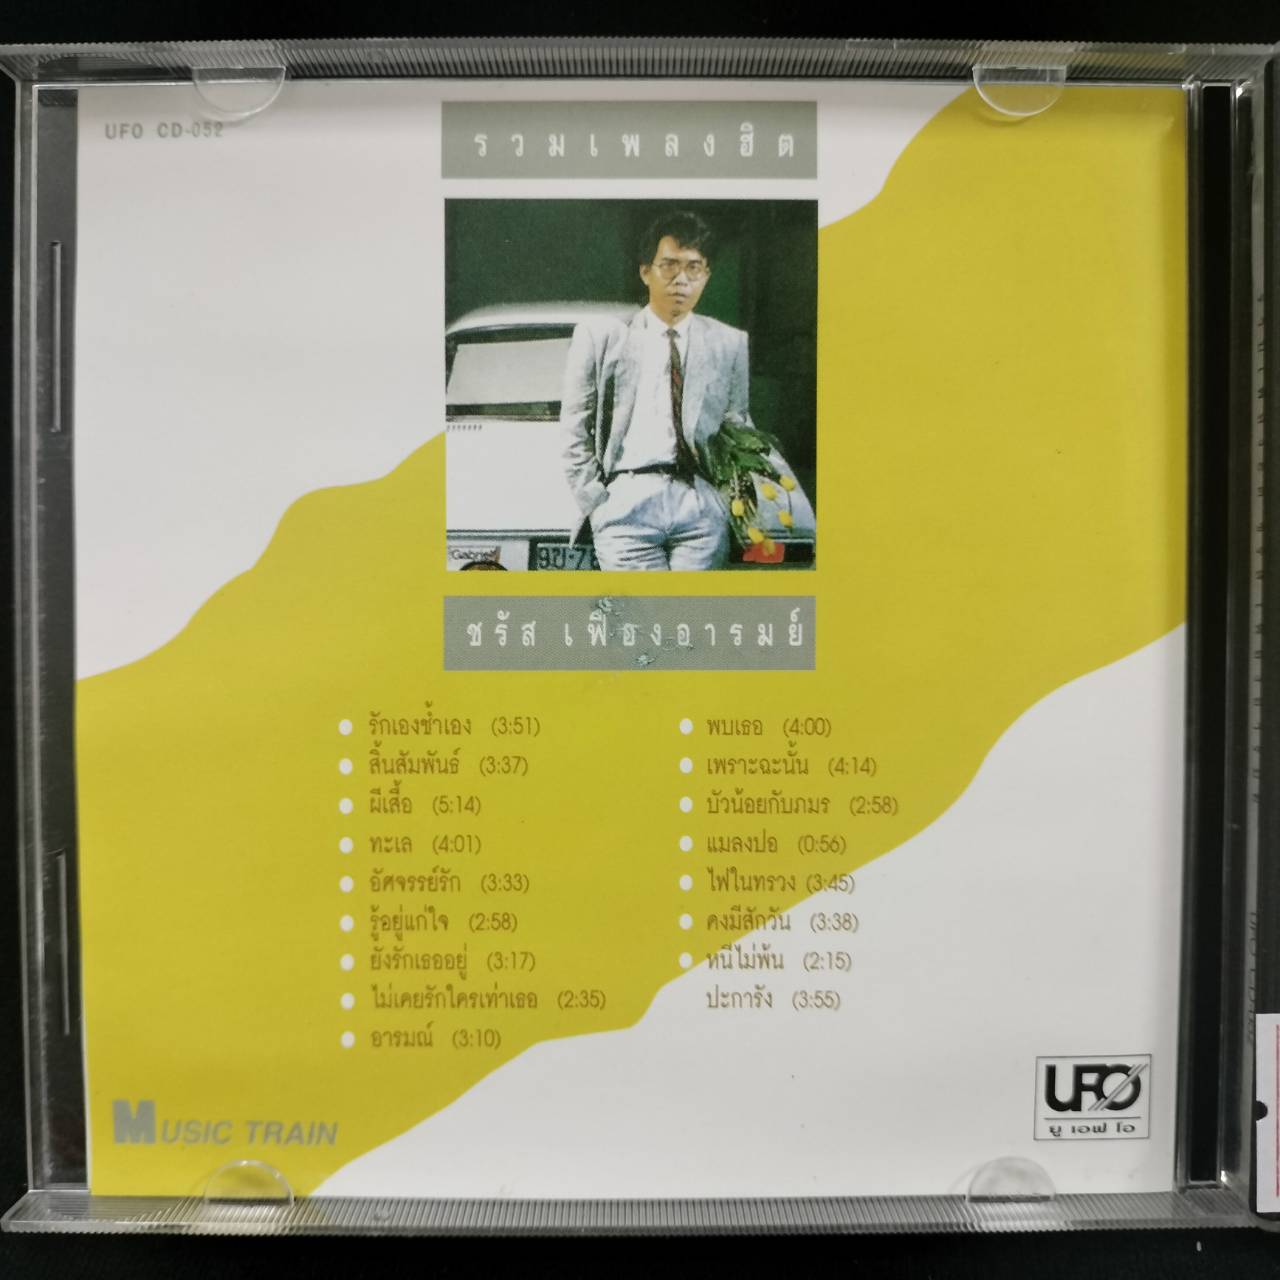 UFO CD-052
รวมเพลงฮิต
Gabriel
9ข-7
ชรัส เฟื่องอารมย์
รักเองช้ำเอง (3:51)
สิ้นสัมพันธ์ (3:37)
ผีเสื้อ (5:14)
ทะเล (4:01)
อัศจรรย์รัก (3:33)
รู้อยู่แก่ใจ (2:58)
ยังรักเธออยู่ (3:17)
ไม่เคยรักใครเท่าเธอ (2:35)
อารมณ์ (3:10)
พบเธอ (4:00)
เพราะฉะนั้น (4:14)
บัวน้อยกับภมร (2:58)
แมลงปอ (0:56)
ไฟในทรวง (3:45)
คงมีสักวัน (3:38)
หนีไม่พ้น (2:15)
ปะการัง (3:55)
MUSIC TRAIN
UFO
ยู เอฟ โอ